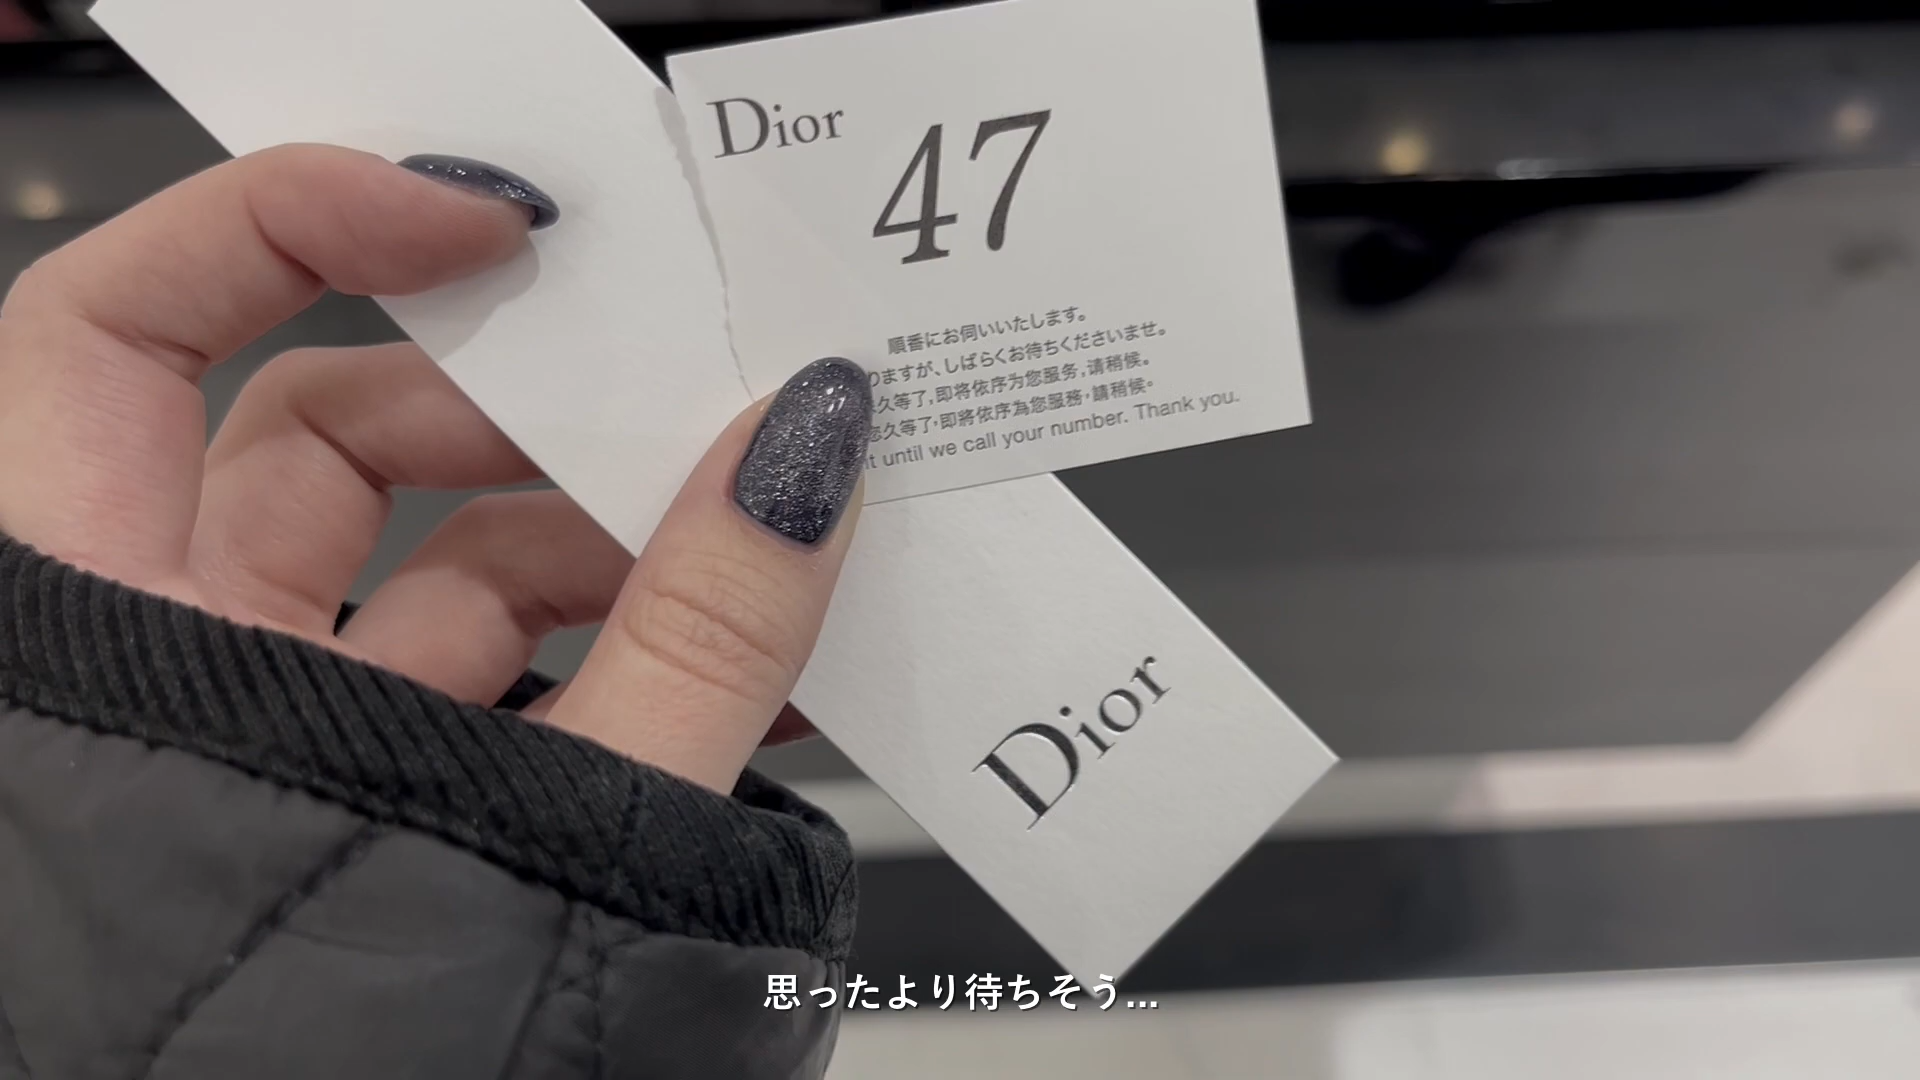 Dior
47
順番にお伺いいたします。
りますが、しばらくお待ちくださいませ。
久等了,即将依序为您服务,请稍候。
您久等了,即將依序為您服務,請稍候。
until we call your number. Thank you.
Dior
思ったより待ちそう...